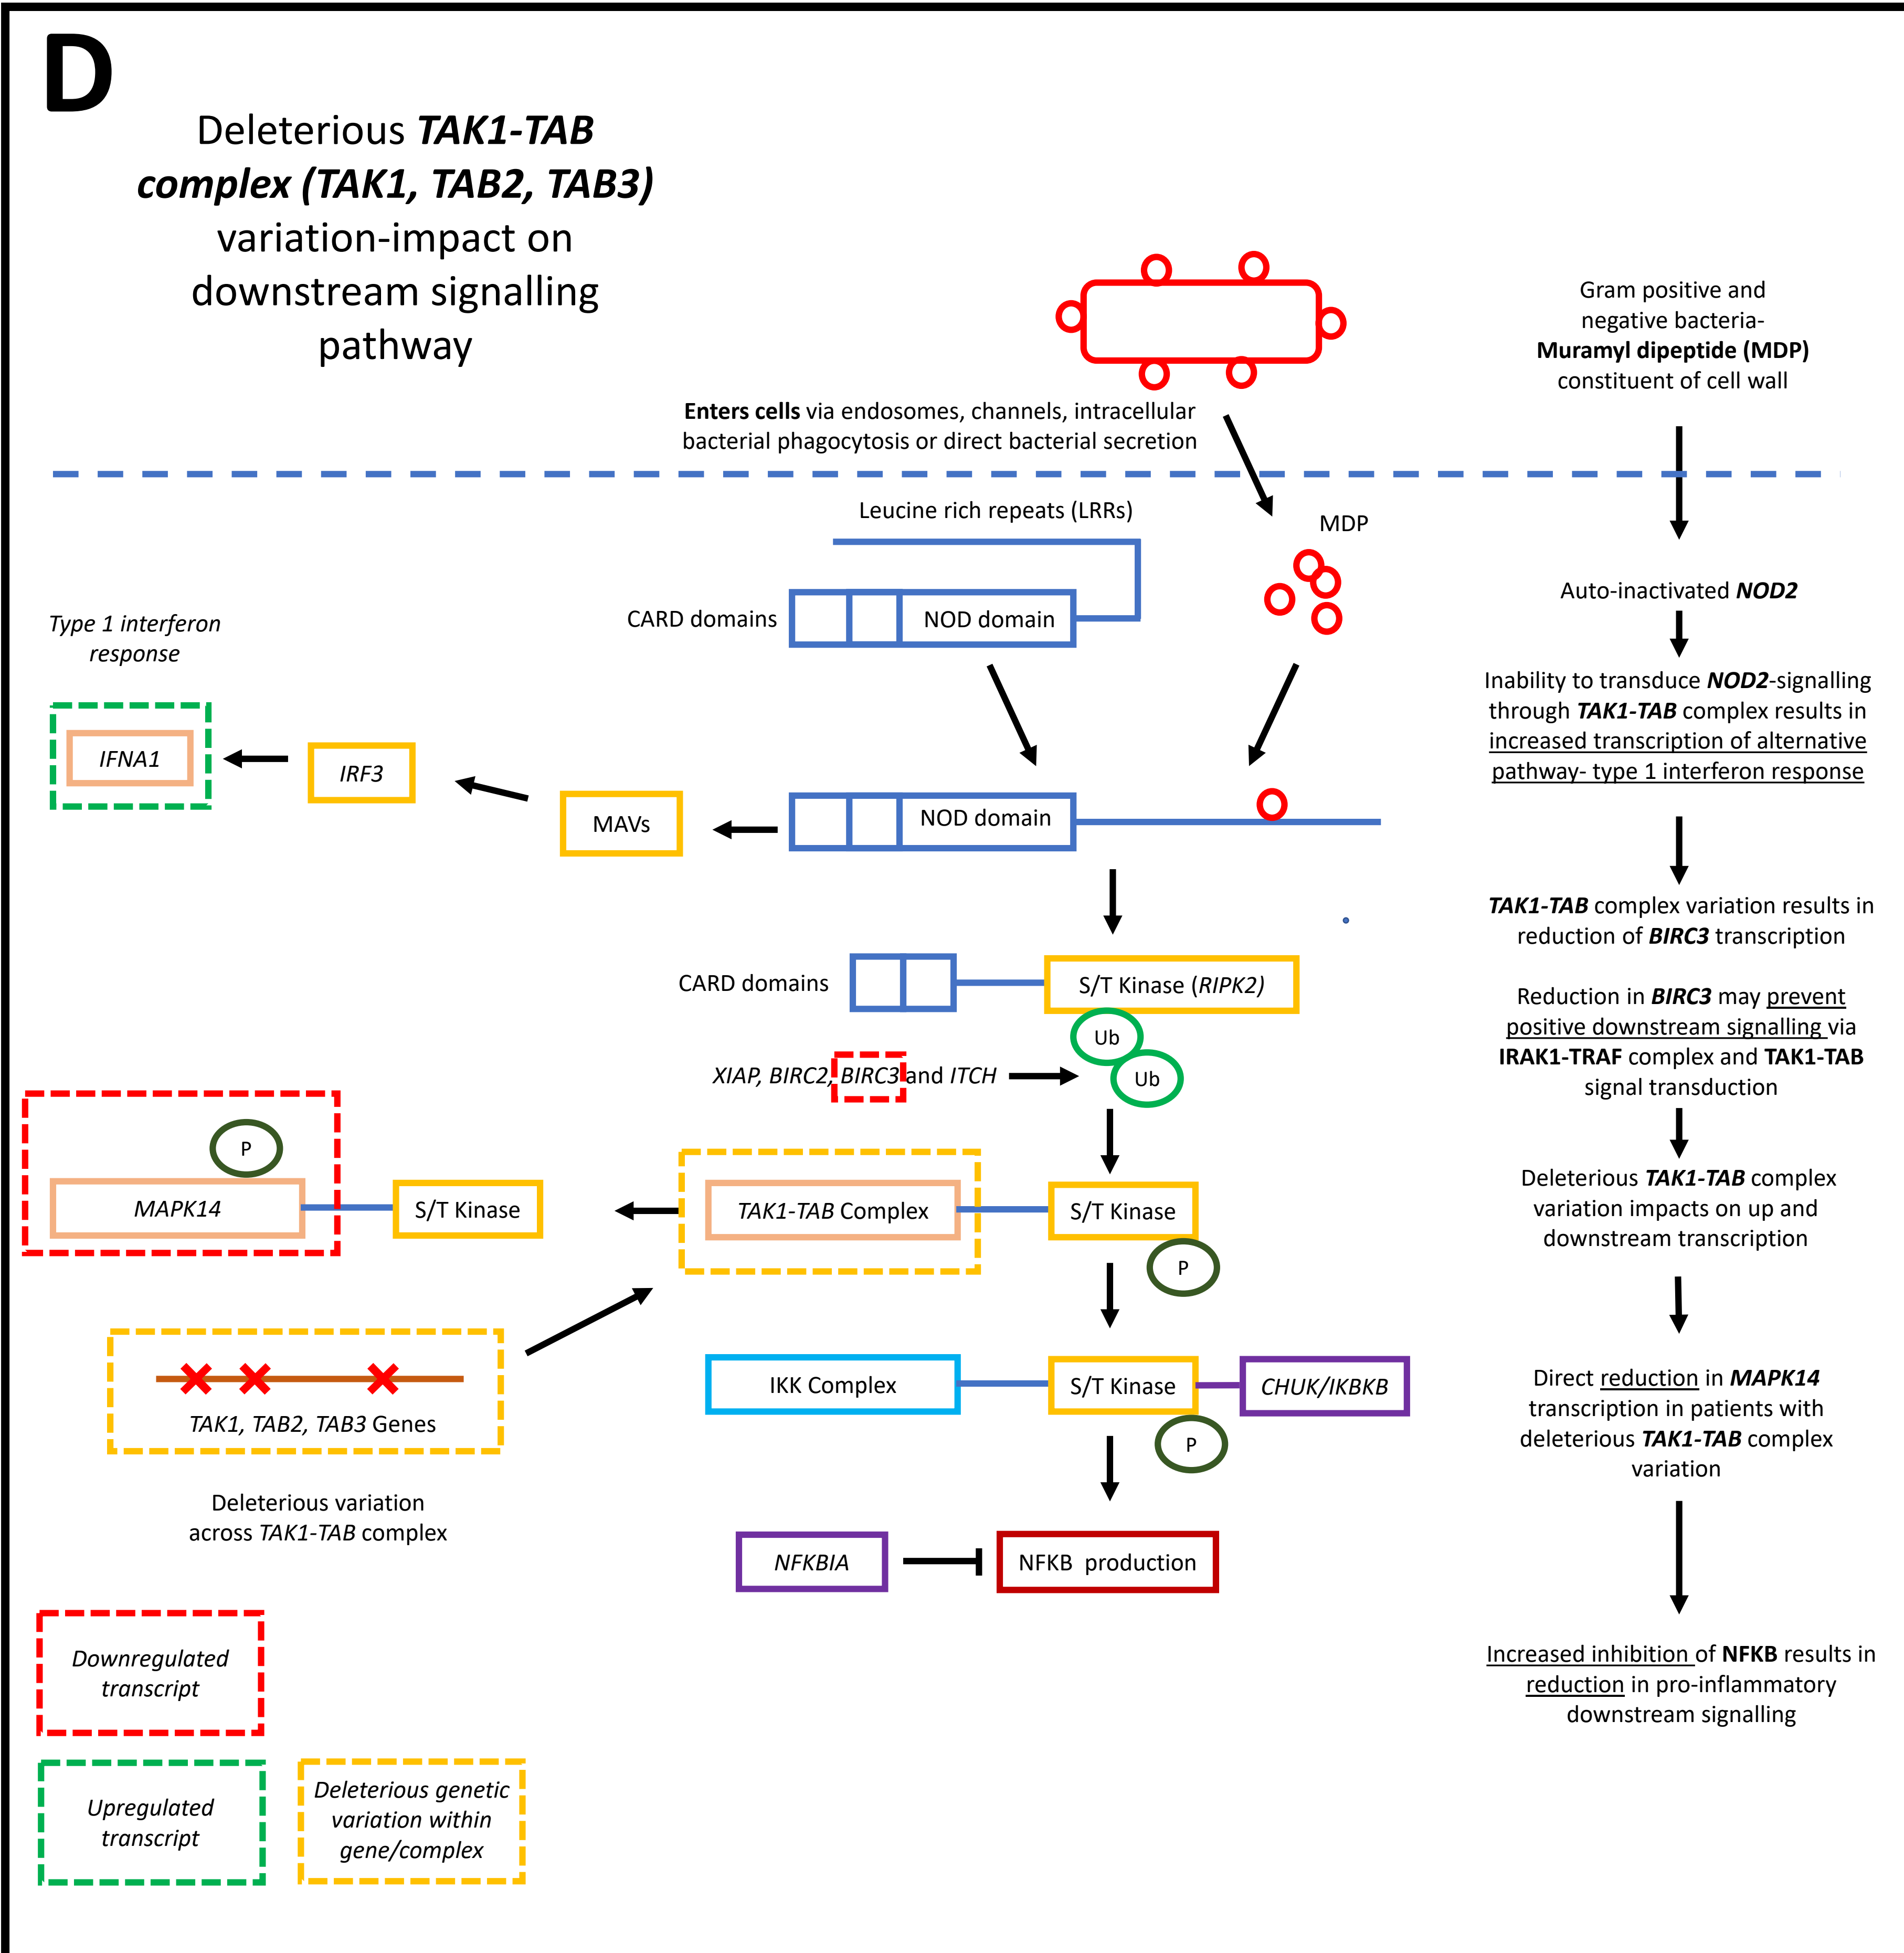 D
Deleterious TAK1-TAB
complex (TAK1, TAB2, TAB3)
variation-impact on
downstream signalling
pathway
Gram positive and
negative bacteria-
Muramyl dipeptide (MDP)
constituent of cell wall
Enters cells via endosomes, channels, intracellular
bacterial phagocytosis or direct bacterial secretion
Leucine rich repeats (LRRs)
MDP
CARD domains
NOD domain
Auto-inactivated NOD2
Type 1 interferon
response
Inability to transduce NOD2-signalling
through TAK1-TAB complex results in
increased transcription of alternative
pathway- type 1 interferon response
IFNA1
IRF3
MAVs
NOD domain
TAK1-TAB complex variation results in
reduction of BIRC3 transcription
CARD domains
S/T Kinase (RIPK2)
Ub
Ub
XIAP, BIRC2, BIRC3 and ITCH
Reduction in BIRC3 may prevent
positive downstream signalling via
IRAK1-TRAF complex and TAK1-TAB
signal transduction
P
MAPK14
S/T Kinase
TAK1-TAB Complex
S/T Kinase
P
Deleterious TAK1-TAB complex
variation impacts on up and
downstream transcription
TAK1, TAB2, TAB3 Genes
IKK Complex
S/T Kinase
CHUK/IKBKB
P
Direct reduction in MAPK14
transcription in patients with
deleterious TAK1-TAB complex
variation
Deleterious variation
across TAK1-TAB complex
NFKBIA
NFKB production
Increased inhibition of NFKB results in
reduction in pro-inflammatory
downstream signalling
Downregulated
transcript
Upregulated
transcript
Deleterious genetic
variation within
gene/complex